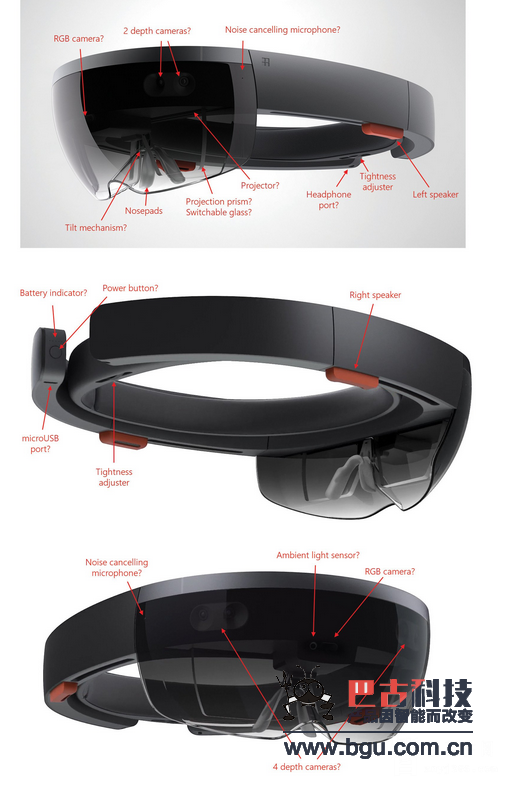 2 depth cameras?
Noise cancelling microphone?
RGB camera?
Projector?
Tightness
adjuster
Headphone
port?
Left speaker
Projection prism?
Switchable glass?
Nosepads
Tilt mechanism?
Power button?
Battery indicator?
Right speaker
microUSB
port?
Tightness
adjuster
Ambient light sensor?
Noise cancelling
microphone?
RGB camera?
巴古科技
因智能而改变
www.bgu.com.cn
4 depth cameras?